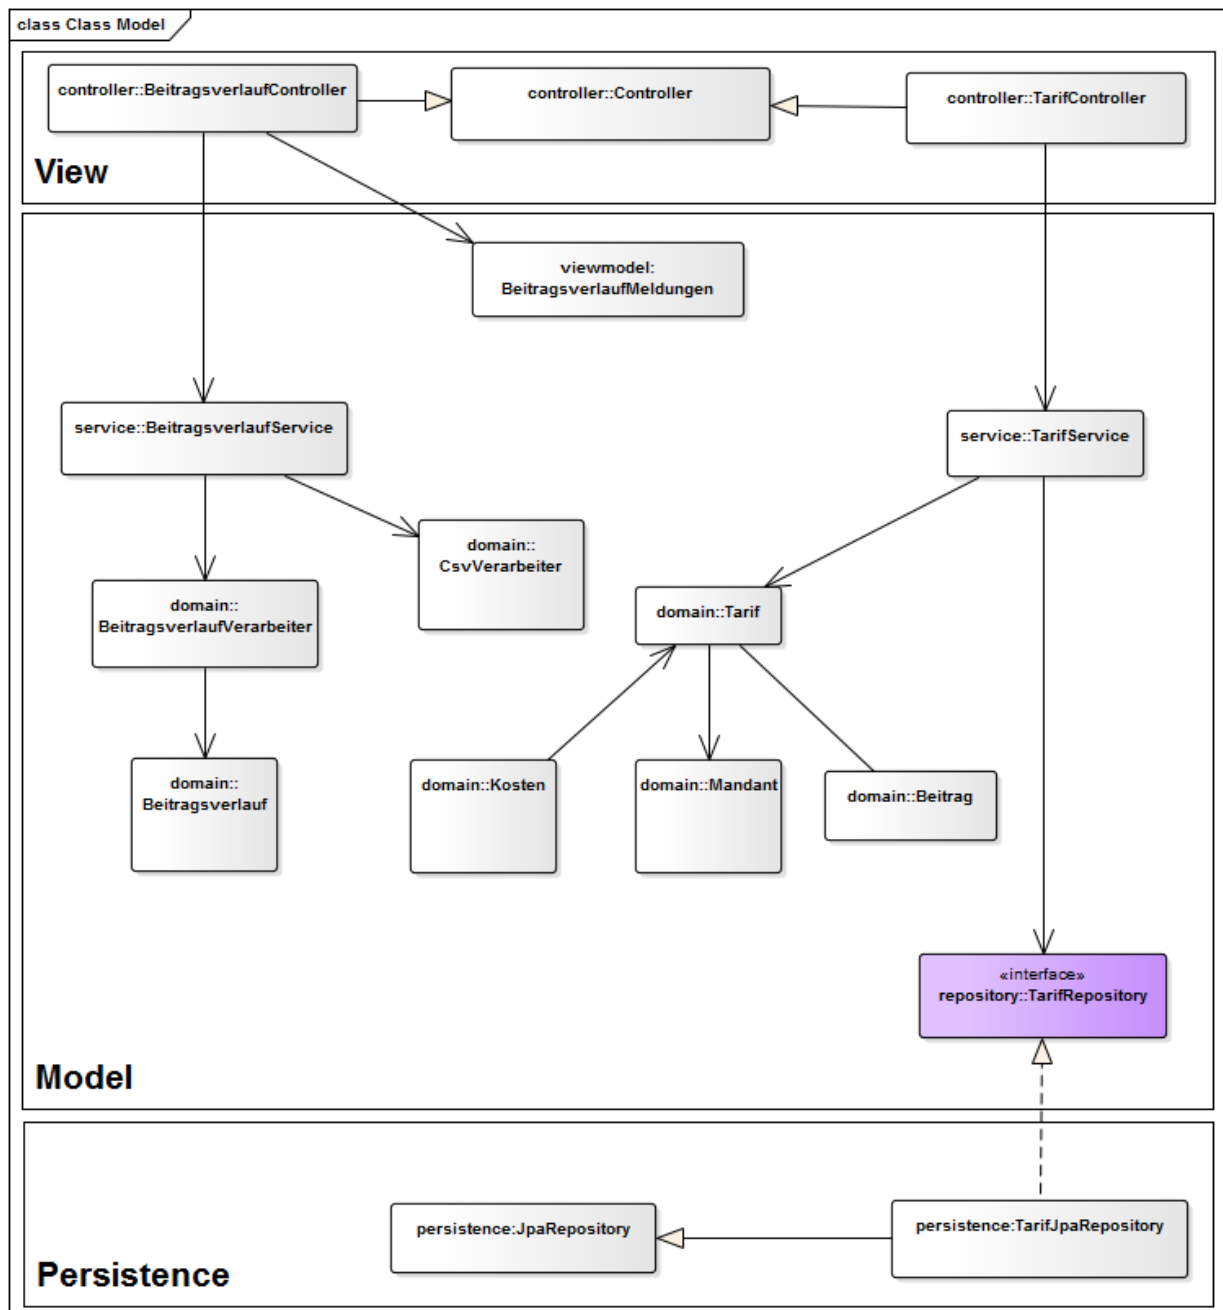 class Class Model
controller::BeitragsverlaufController
controller::Controller
controller::TarifController
View
viewmodel:
BeitragsverlaufMeldungen
service::BeitragsverlaufService
service::TarifService
domain::
CsvVerarbeiter
domain::
BeitragsverlaufVerarbeiter
domain::Tarif
domain::
Beitragsverlauf
domain::Kosten
domain::Mandant
domain::Beitrag
«interface»
repository::TarifRepository
Model
persistence:JpaRepository
persistence:TarifJpaRepository
Persistence